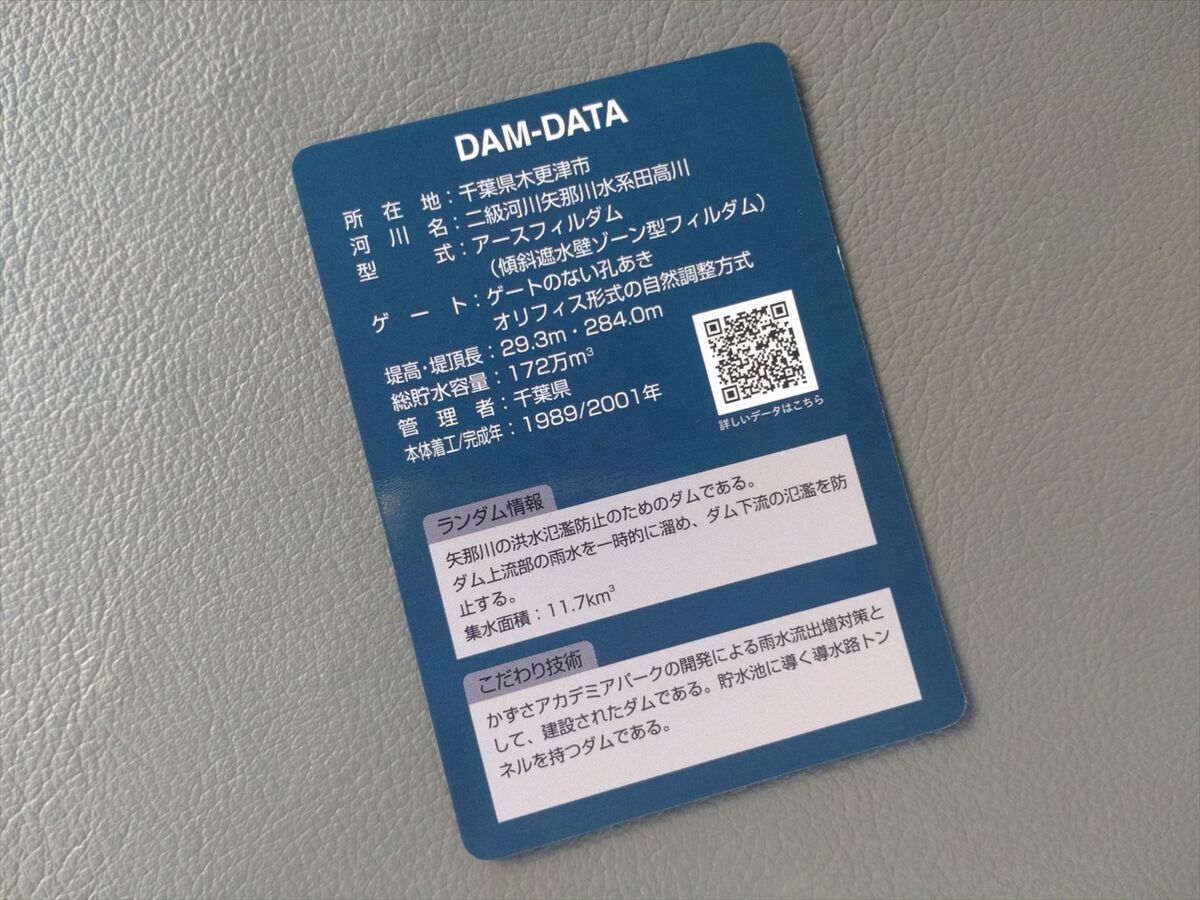 DAM-DATA
所在地：千葉県木更津市
河川名：二級河川矢那川水系田高川
型式：アースフィルダム
（傾斜遮水壁ゾーン型フィルダム）
ゲート：ゲートのない孔あき
オリフィス形式の自然調整方式
堤高・堤頂長：29.3m・284.0m
総貯水容量：172万m³
管理者：千葉県
本体着工/完成年：1989/2001年
詳しいデータはこちら
ランダム情報
矢那川の洪水氾濫防止のためのダムである。
ダム上流部の雨水を一時的に溜め、ダム下流の氾濫を防
止する。
集水面積：11.7km³
こだわり技術
かずさアカデミアパークの開発による雨水流出増対策と
して、建設されたダムである。貯水池に導く導水路トン
ネルを持つダムである。